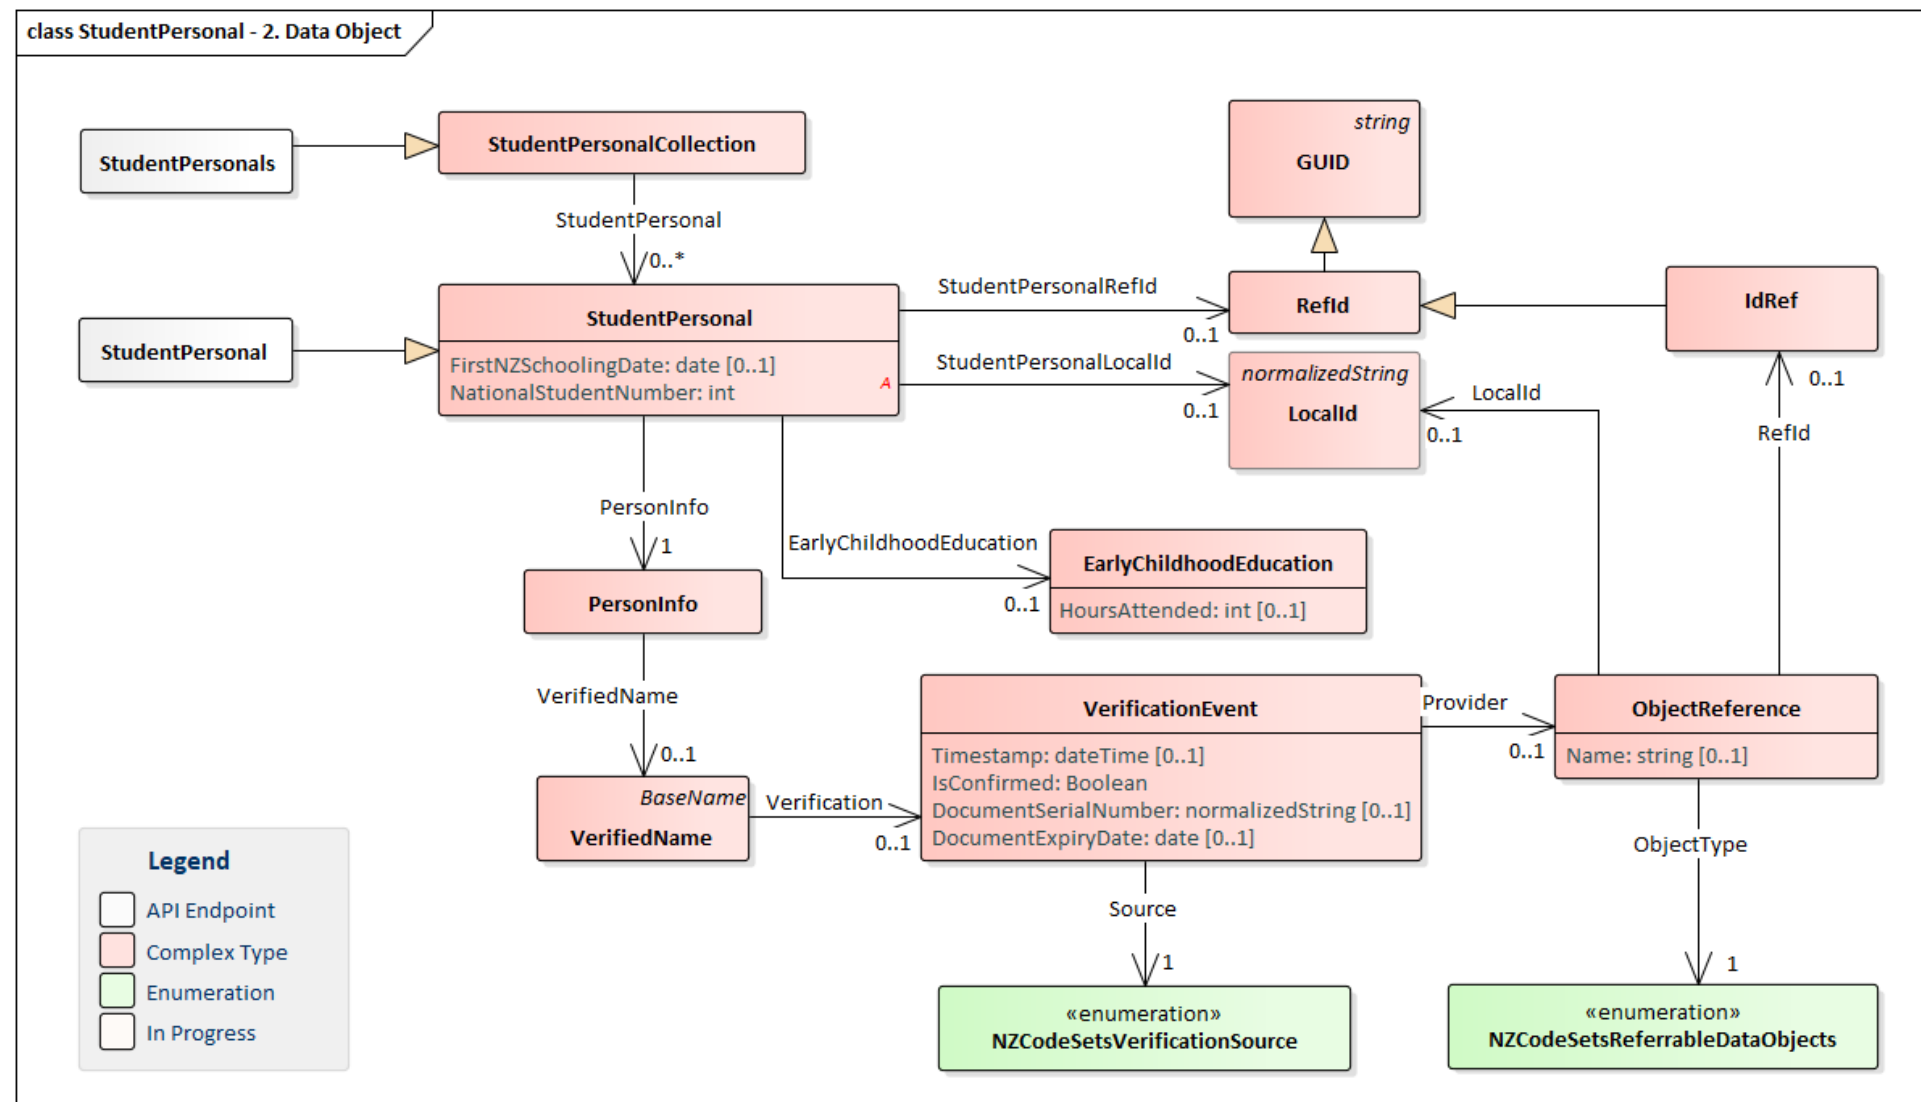 class StudentPersonal - 2. Data Object
StudentPersonals
StudentPersonalCollection
string
GUID
StudentPersonal
0..*
StudentPersonal
StudentPersonal
FirstNZSchoolingDate: date [0..1]
NationalStudentNumber: int
A
StudentPersonalRefId
0..1
RefId
IdRef
StudentPersonalLocalId
0..1
normalizedString
LocalId
LocalId
0..1
0..1
RefId
PersonInfo
1
EarlyChildhoodEducation
0..1
EarlyChildhoodEducation
HoursAttended: int [0..1]
PersonInfo
VerifiedName
0..1
BaseName
VerifiedName
Verification
0..1
VerificationEvent
Timestamp: dateTime [0..1]
IsConfirmed: Boolean
DocumentSerialNumber: normalizedString [0..1]
DocumentExpiryDate: date [0..1]
Provider
0..1
ObjectReference
Name: string [0..1]
Source
1
ObjectType
1
«enumeration»
NZCodeSetsVerificationSource
«enumeration»
NZCodeSetsReferrableDataObjects
Legend
API Endpoint
Complex Type
Enumeration
In Progress